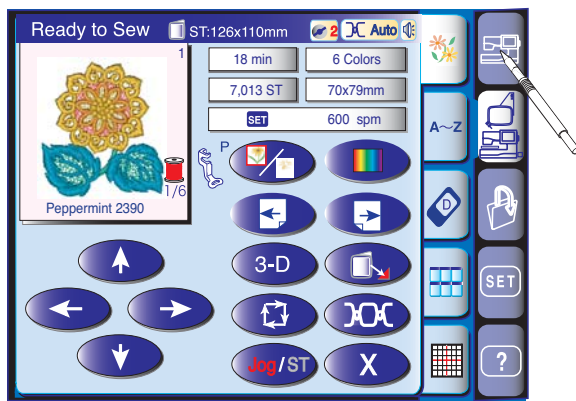 Ready to Sew ST:126x110mm 2 Auto
1
18 min 6 Colors
7,013 ST 70x79mm
SET 600 spm
A~Z
P
1/6
Peppermint 2390
D
3-D
SET
Jog/ST X
?